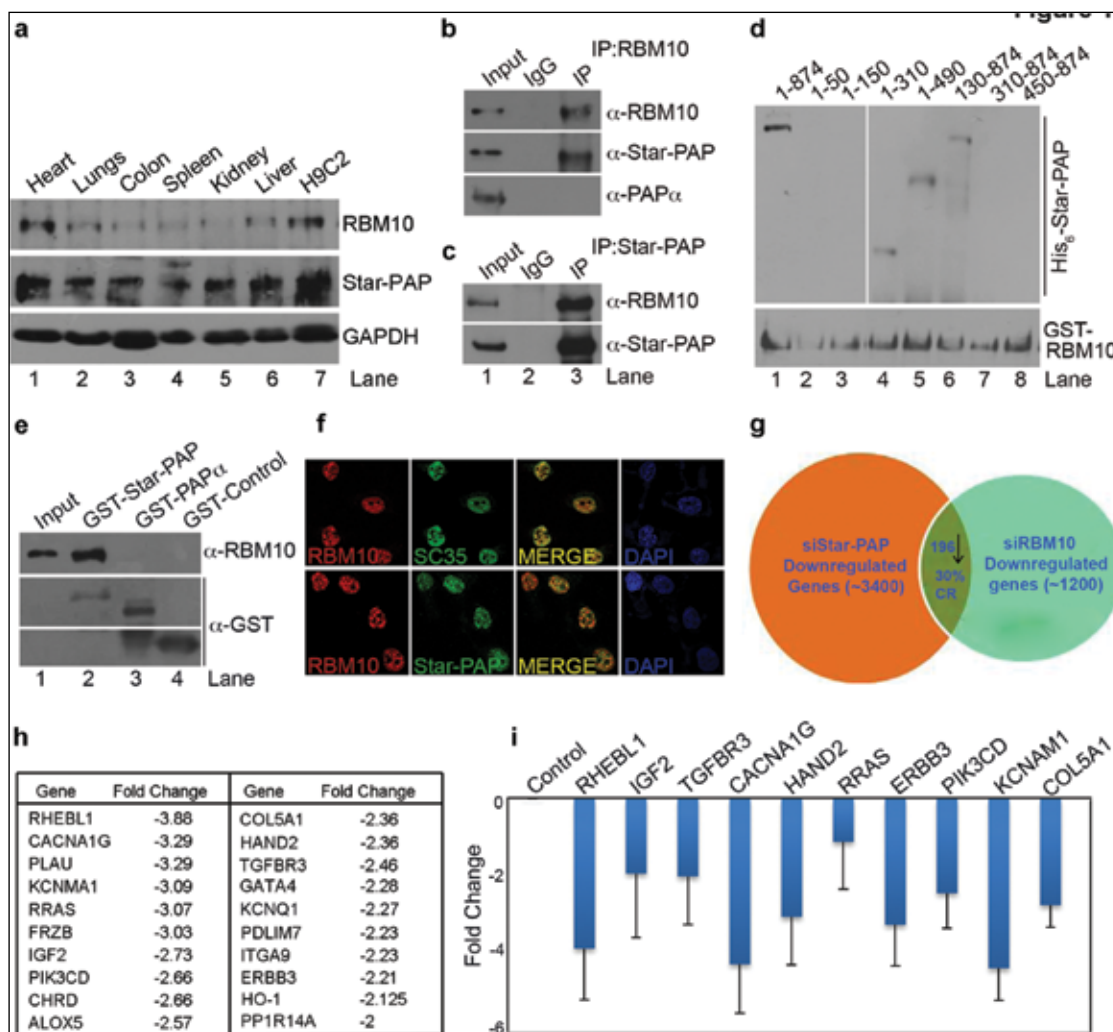 a
Heart Lungs Colon Spleen Kidney Liver H9C2
RBM10
Star-PAP
GAPDH
1 2 3 4 5 6 7 Lane
b
IP:RBM10
Input IgG IP
α-RBM10
α-Star-PAP
α-PAPα
c
IP:Star-PAP
Input IgG IP
α-RBM10
α-Star-PAP
1 2 3 Lane
d
1-874 1-50 1-150 1-310 1-490 130-874 310-874 450-874
His6-Star-PAP
GST-
RBM10
1 2 3 4 5 6 7 8
e
Input GST-Star-PAP GST-PAPα GST-Control
α-RBM10
α-GST
1 2 3 4 Lane
f
RBM10 SC35 MERGE DAPI
RBM10 Star-PAP MERGE DAPI
g
siStar-PAP
Downregulated
Genes (~3400)
196
30%
CR
siRBM10
Downregulated
genes (~1200)
h
Gene Fold Change Gene Fold Change
RHEBL1 -3.88 COL5A1 -2.36
CACNA1G -3.29 HAND2 -2.36
PLAU -3.29 TGFBR3 -2.46
KCNMA1 -3.09 GATA4 -2.28
RRAS -3.07 KCNQ1 -2.27
FRZB -3.03 PDLIM7 -2.23
IGF2 -2.73 ITGA9 -2.23
PIK3CD -2.66 ERBB3 -2.21
CHRD -2.66 HO-1 -2.125
ALOX5 -2.57 PP1R14A -2
i
Control RHEBL1 IGF2 TGFBR3 CACNA1G HAND2 RRAS ERBB3 PIK3CD KCNAM1 COL5A1
Fold Change
0
-2
-4
-6